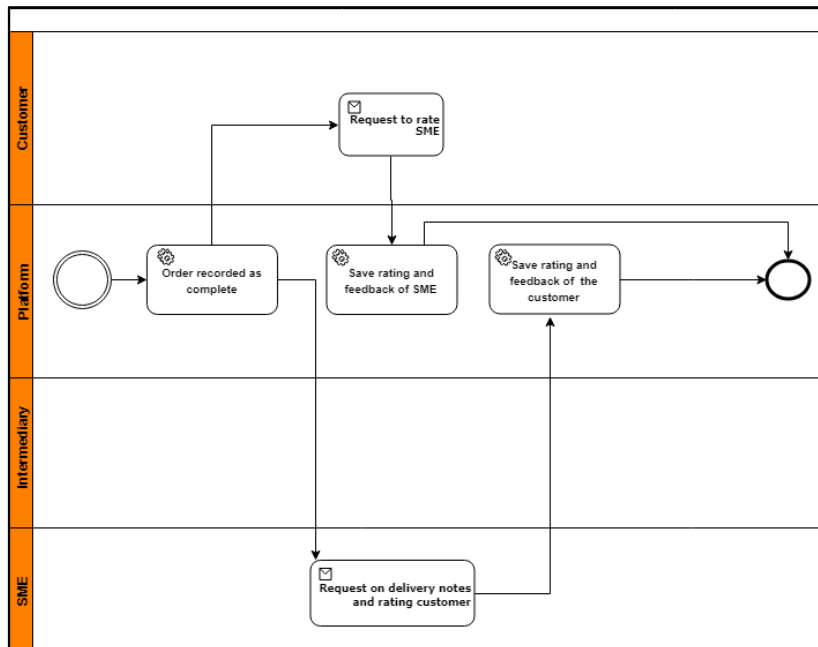 Customer
Request to rate
SME
Platform
Order recorded as
complete
Save rating and
feedback of SME
Save rating and
feedback of the
customer
Intermediary
SME
Request on delivery notes
and rating customer